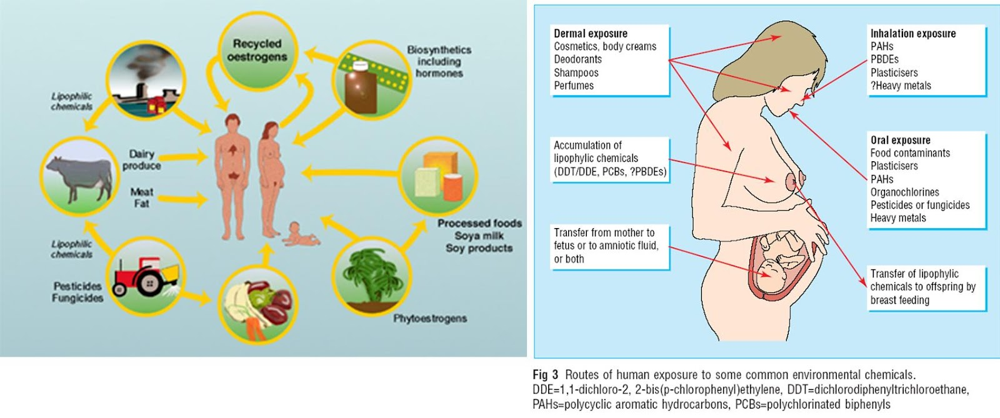 Recycled
oestrogens
Biosynthetics
including
hormones
Lipophilic
chemicals
Dairy
produce
Meat
Fat
Processed foods
Soya milk
Soy products
Lipophilic
chemicals
Pesticides
Fungicides
Phytoestrogens
Dermal exposure
Cosmetics, body creams
Deodorants
Shampoos
Perfumes
Inhalation exposure
PAHs
PBDEs
Plasticisers
?Heavy metals
Accumulation of
lipophylic chemicals
(DDT/DDE, PCBs, ?PBDEs)
Oral exposure
Food contaminants
Plasticisers
PAHs
Organochlorines
Pesticides or fungicides
Heavy metals
Transfer from mother to
fetus or to amniotic fluid,
or both
Transfer of lipophylic
chemicals to offspring by
breast feeding
Fig 3 Routes of human exposure to some common environmental chemicals.
DDE=1,1-dichloro-2, 2-bis(p-chlorophenyl)ethylene, DDT=dichlorodiphenyltrichloroethane,
PAHs=polycyclic aromatic hydrocarbons, PCBs=polychlorinated biphenyls